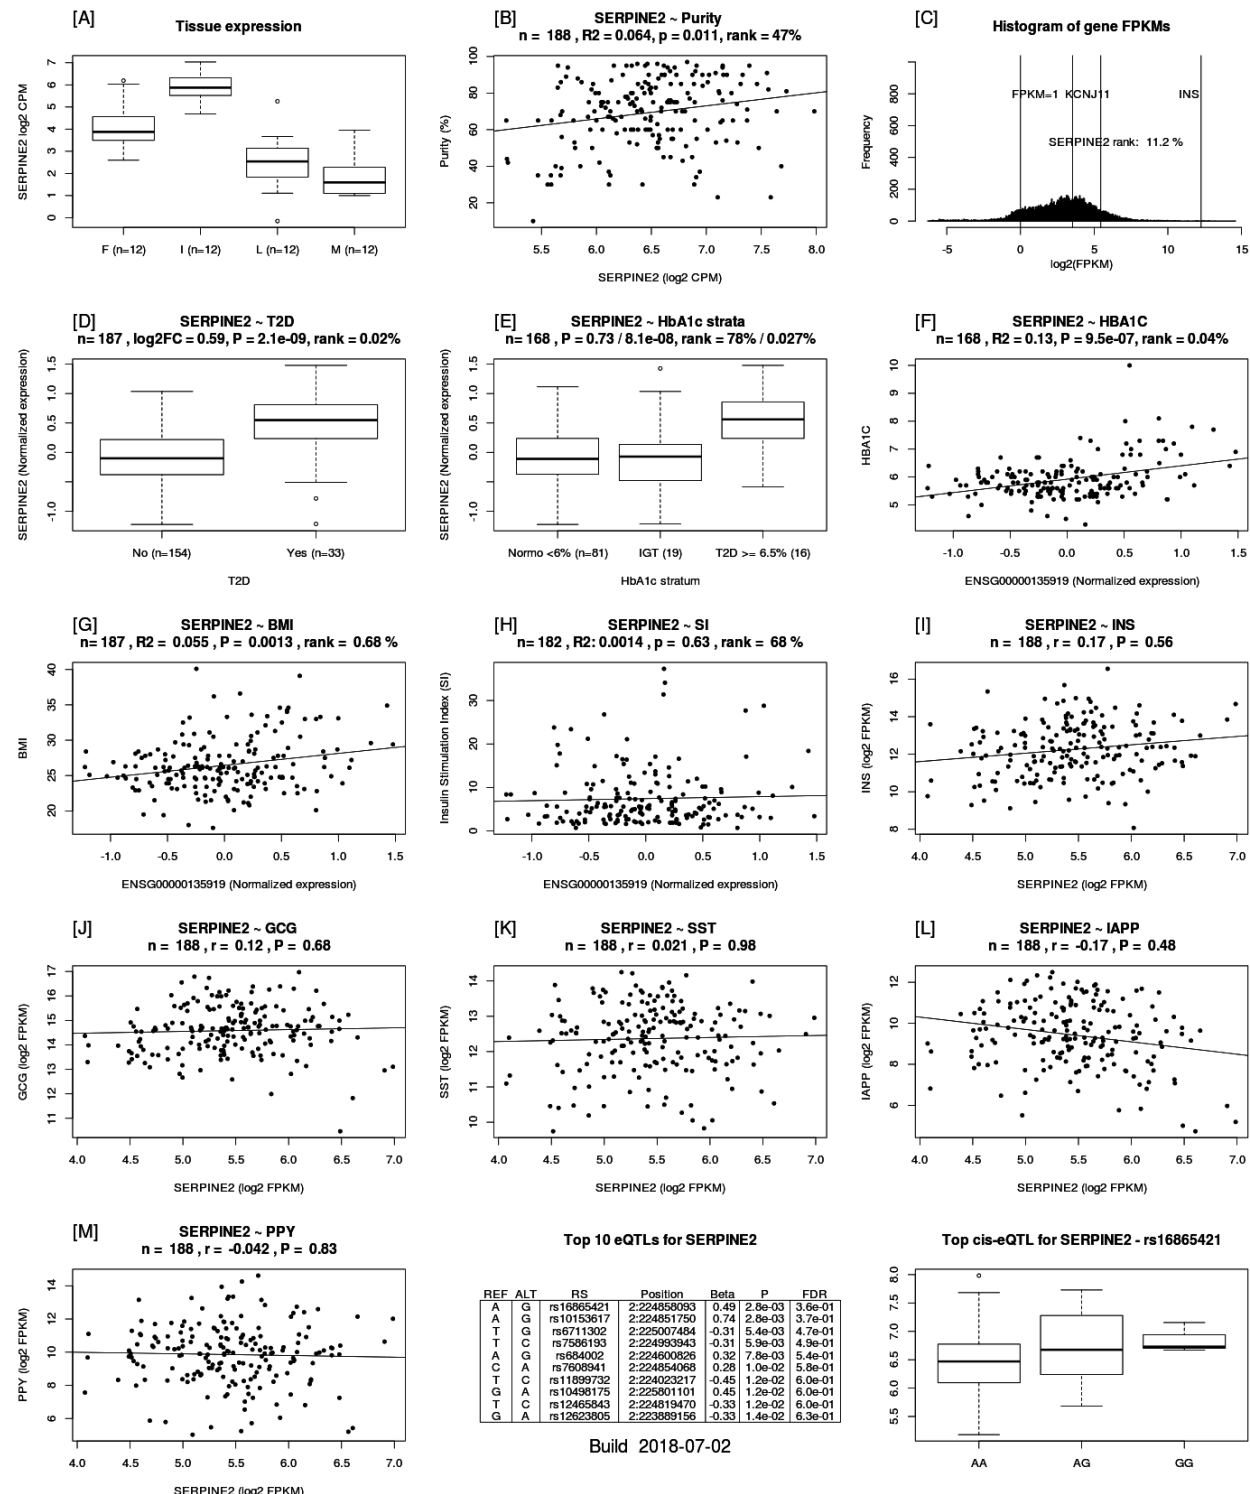 [A]
Tissue expression
SERPINE2 log2 CPM
7
6
5
4
3
2
1
0
F (n=12) I (n=12) L (n=12) M (n=12)
[B]
SERPINE2 ~ Purity
n = 188 , R2 = 0.064, p = 0.011, rank = 47%
Purity (%)
100
80
60
40
20
5.5 6.0 6.5 7.0 7.5 8.0
SERPINE2 (log2 CPM)
[C]
Histogram of gene FPKMs
Frequency
800
600
400
200
0
FPKM=1 KCNJ11 INS
SERPINE2 rank: 11.2 %
-5 0 5 10 15
log2(FPKM)
[D]
SERPINE2 ~ T2D
n= 187 , log2FC = 0.59, P = 2.1e-09, rank = 0.02%
SERPINE2 (Normalized expression)
1.5
1.0
0.5
0.0
-1.0
No (n=154) Yes (n=33)
T2D
[E]
SERPINE2 ~ HbA1c strata
n= 168 , P = 0.73 / 8.1e-08, rank = 78% / 0.027%
SERPINE2 (Normalized expression)
1.5
1.0
0.5
0.0
-1.0
Normo <6% (n=81) IGT (19) T2D >= 6.5% (16)
HbA1c stratum
[F]
SERPINE2 ~ HBA1C
n= 168 , R2 = 0.13, P = 9.5e-07, rank = 0.04%
HBA1C
10
9
8
7
6
5
-1.0 -0.5 0.0 0.5 1.0 1.5
ENSG00000135919 (Normalized expression)
[G]
SERPINE2 ~ BMI
n= 187 , R2 = 0.055 , P = 0.0013 , rank = 0.68 %
BMI
40
35
30
25
20
-1.0 -0.5 0.0 0.5 1.0 1.5
ENSG00000135919 (Normalized expression)
[H]
SERPINE2 ~ SI
n= 182 , R2: 0.0014 , p = 0.63 , rank = 68 %
Insulin Stimulation Index (SI)
30
20
10
0
-1.0 -0.5 0.0 0.5 1.0 1.5
ENSG00000135919 (Normalized expression)
[I]
SERPINE2 ~ INS
n = 188 , r = 0.17 , P = 0.56
INS (log2 FPKM)
16
14
12
10
8
4.0 4.5 5.0 5.5 6.0 6.5 7.0
SERPINE2 (log2 FPKM)
[J]
SERPINE2 ~ GCG
n = 188 , r = 0.12 , P = 0.68
GCG (log2 FPKM)
17
16
15
14
13
12
11
4.0 4.5 5.0 5.5 6.0 6.5 7.0
SERPINE2 (log2 FPKM)
[K]
SERPINE2 ~ SST
n = 188 , r = 0.021 , P = 0.98
SST (log2 FPKM)
14
13
12
11
10
4.0 4.5 5.0 5.5 6.0 6.5 7.0
SERPINE2 (log2 FPKM)
[L]
SERPINE2 ~ IAPP
n = 188 , r = -0.17 , P = 0.48
IAPP (log2 FPKM)
12
10
8
6
4.0 4.5 5.0 5.5 6.0 6.5 7.0
SERPINE2 (log2 FPKM)
[M]
SERPINE2 ~ PPY
n = 188 , r = -0.042 , P = 0.83
PPY (log2 FPKM)
14
12
10
8
6
4.0 4.5 5.0 5.5 6.0 6.5 7.0
SERPINE2 (log2 FPKM)
Top 10 eQTLs for SERPINE2
REF ALT RS Position Beta P FDR
A G rs16865421 2:224858093 0.49 2.8e-03 3.6e-01
A G rs10153617 2:224851750 0.74 2.8e-03 3.7e-01
T G rs6711302 2:225007484 -0.31 5.4e-03 4.7e-01
T C rs7586193 2:224993943 -0.31 5.9e-03 4.9e-01
A G rs684002 2:224600826 0.32 7.8e-03 5.4e-01
C A rs7608941 2:224854068 0.28 1.0e-02 5.8e-01
T C rs11899732 2:224023217 -0.45 1.2e-02 6.0e-01
G A rs10498175 2:225801101 0.45 1.2e-02 6.0e-01
T C rs12465843 2:224819470 -0.33 1.2e-02 6.0e-01
G A rs12623805 2:223889156 -0.33 1.4e-02 6.3e-01
Build 2018-07-02
Top cis-eQTL for SERPINE2 - rs16865421
8.0
7.5
7.0
6.5
6.0
5.5
AA AG GG